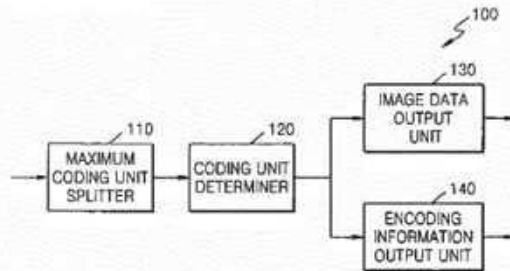 100
110
MAXIMUM
CODING UNIT
SPLITTER
120
CODING UNIT
DETERMINER
130
IMAGE DATA
OUTPUT
UNIT
140
ENCODING
INFORMATION
OUTPUT UNIT